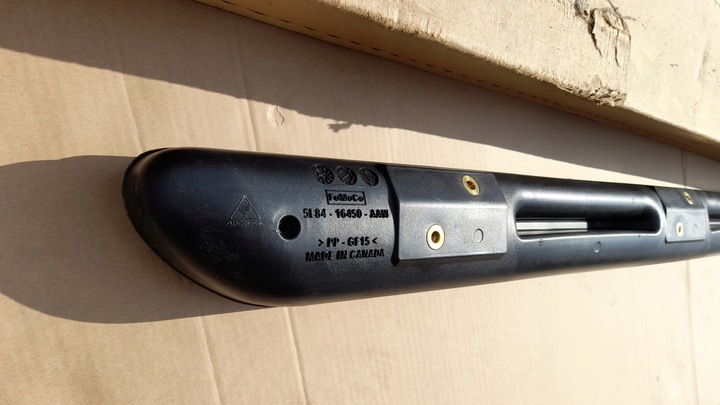 FoMoCo
5L84 - 16450 - AAW
> PP - GF15 <
MADE IN CANADA